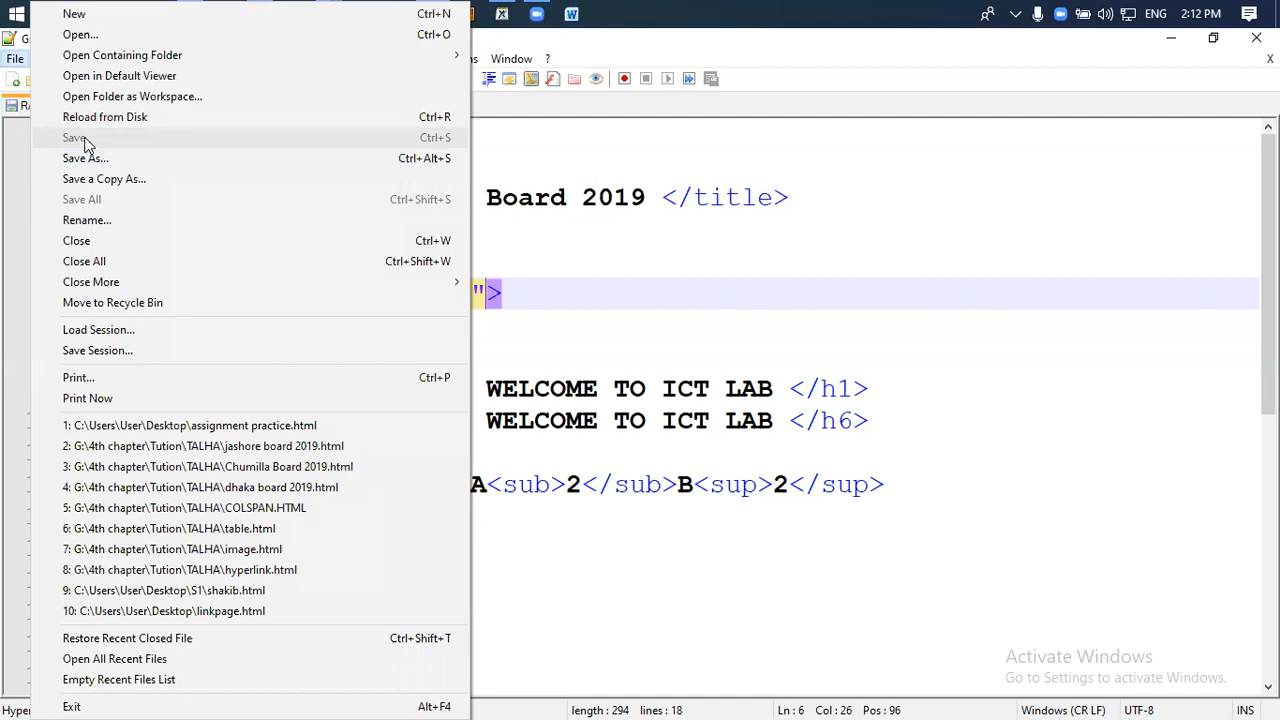 New Ctrl+N
Open... Ctrl+O
Open Containing Folder
Open in Default Viewer
Open Folder as Workspace...
Reload from Disk Ctrl+R
Save Ctrl+S
Save As... Ctrl+Alt+S
Save a Copy As...
Save All Ctrl+Shift+S
Rename...
Close Ctrl+W
Close All Ctrl+Shift+W
Close More
Move to Recycle Bin
Load Session...
Save Session...
Print... Ctrl+P
Print Now
1: C:\Users\User\Desktop\assignment practice.html
2: G:\4th chapter\Tution\TALHA\jashore board 2019.html
3: G:\4th chapter\Tution\TALHA\Chumilla Board 2019.html
4: G:\4th chapter\Tution\TALHA\dhaka board 2019.html
5: G:\4th chapter\Tution\TALHA\COLSPAN.HTML
6: G:\4th chapter\Tution\TALHA\table.html
7: G:\4th chapter\Tution\TALHA\image.html
8: G:\4th chapter\Tution\TALHA\hyperlink.html
9: C:\Users\User\Desktop\S1\shakib.html
10: C:\Users\User\Desktop\linkpage.html
Restore Recent Closed File Ctrl+Shift+T
Open All Recent Files
Empty Recent Files List
Exit Alt+F4
ENG 2:12 PM
File
Window ?
X
Board 2019 </title>
">
WELCOME TO ICT LAB </h1>
WELCOME TO ICT LAB </h6>
A<sub>2</sub>B<sup>2</sup>
Activate Windows
Go to Settings to activate Windows.
Hyper
length : 294 lines : 18 Ln : 6 Col : 26 Pos : 96 Windows (CR LF) UTF-8 INS